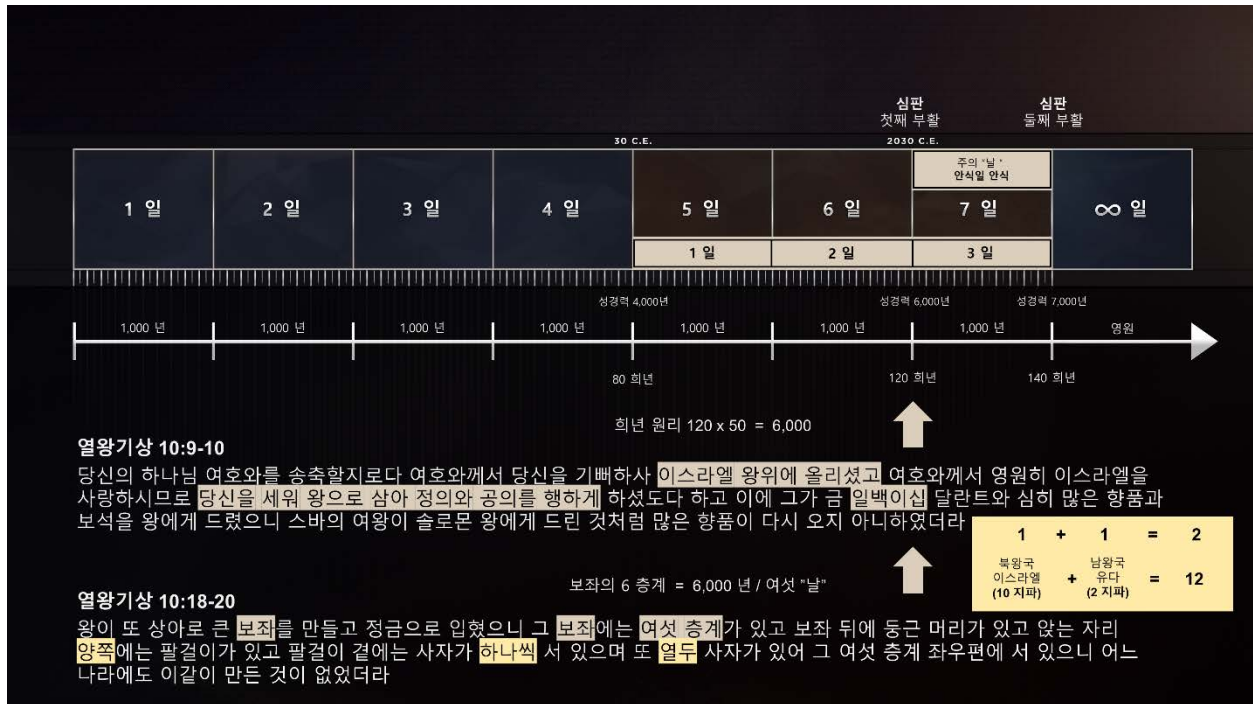 심판
첫째 부활
심판
둘째 부활
30 C.E.
2030 C.E.
1 일
2 일
3 일
4 일
5 일
6 일
주의 "날"
안식일 안식
7 일
∞ 일
1 일
2 일
3 일
성경력 4,000년
성경력 6,000년
성경력 7,000년
1,000 년
1,000 년
1,000 년
1,000 년
1,000 년
1,000 년
1,000 년
영원
80 희년
120 희년
140 희년
희년 원리 120 x 50 = 6,000
열왕기상 10:9-10
당신의 하나님 여호와를 송축할지로다 여호와께서 당신을 기뻐하사 이스라엘 왕위에 올리셨고 여호와께서 영원히 이스라엘을
사랑하시므로 당신을 세워 왕으로 삼아 정의와 공의를 행하게 하셨도다 하고 이에 그가 금 일백이십 달란트와 심히 많은 향품과
보석을 왕에게 드렸으니 스바의 여왕이 솔로몬 왕에게 드린 것처럼 많은 향품이 다시 오지 아니하였더라
1 + 1 = 2
북왕국
이스라엘
(10 지파)
+
남왕국
유다
(2 지파)
= 12
보좌의 6 층계 = 6,000 년 / 여섯 "날"
열왕기상 10:18-20
왕이 또 상아로 큰 보좌를 만들고 정금으로 입혔으니 그 보좌에는 여섯 층계가 있고 보좌 뒤에 둥근 머리가 있고 앉는 자리
양쪽에는 팔걸이가 있고 팔걸이 곁에는 사자가 하나씩 서 있으며 또 열두 사자가 있어 그 여섯 층계 좌우편에 서 있으니 어느
나라에도 이같이 만든 것이 없었더라